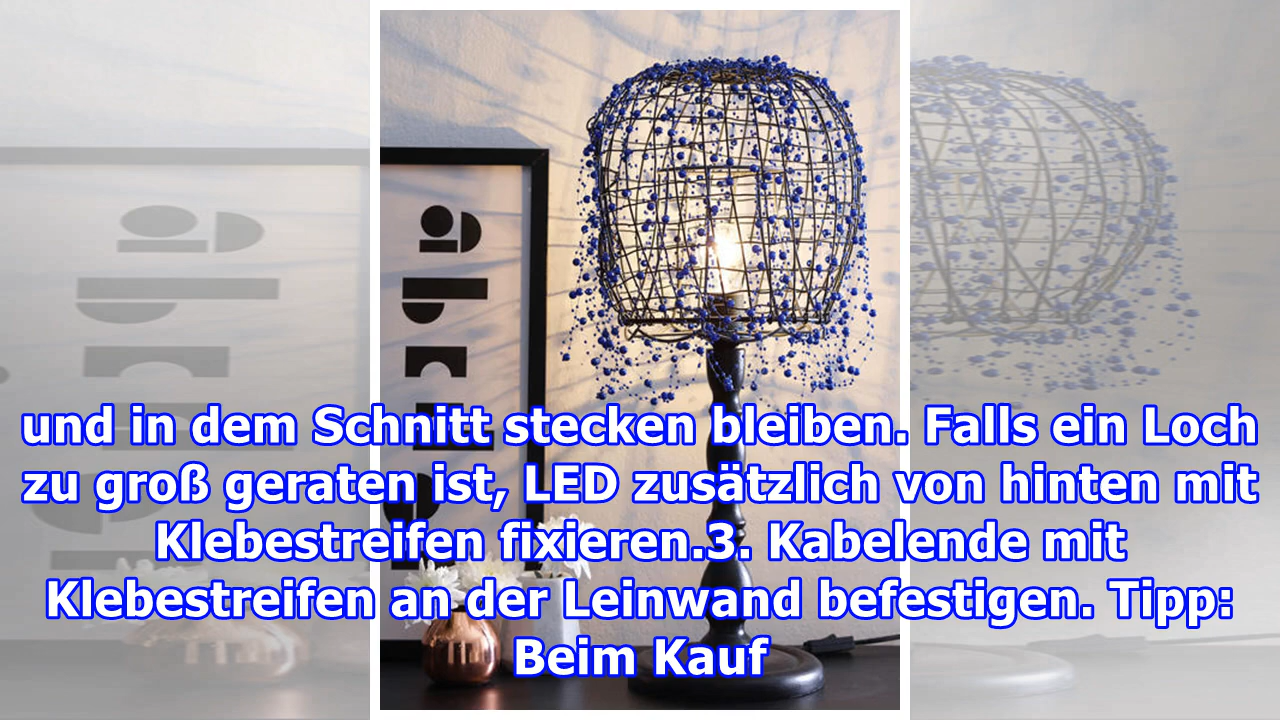 und in dem Schnitt stecken bleiben. Falls ein Loch
zu groß geraten ist, LED zusätzlich von hinten mit
Klebestreifen fixieren.3. Kabelende mit
Klebestreifen an der Leinwand befestigen. Tipp:
Beim Kauf